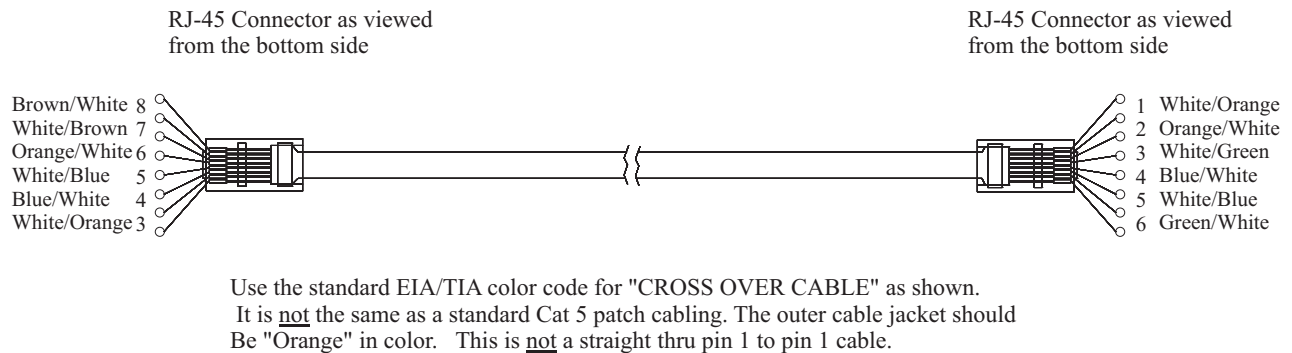 RJ-45 Connector as viewed
from the bottom side
RJ-45 Connector as viewed
from the bottom side
Brown/White 8
White/Brown 7
Orange/White 6
White/Blue 5
Blue/White 4
White/Orange 3
1 White/Orange
2 Orange/White
3 White/Green
4 Blue/White
5 White/Blue
6 Green/White
Use the standard EIA/TIA color code for "CROSS OVER CABLE" as shown.
It is not the same as a standard Cat 5 patch cabling. The outer cable jacket should
Be "Orange" in color. This is not a straight thru pin 1 to pin 1 cable.